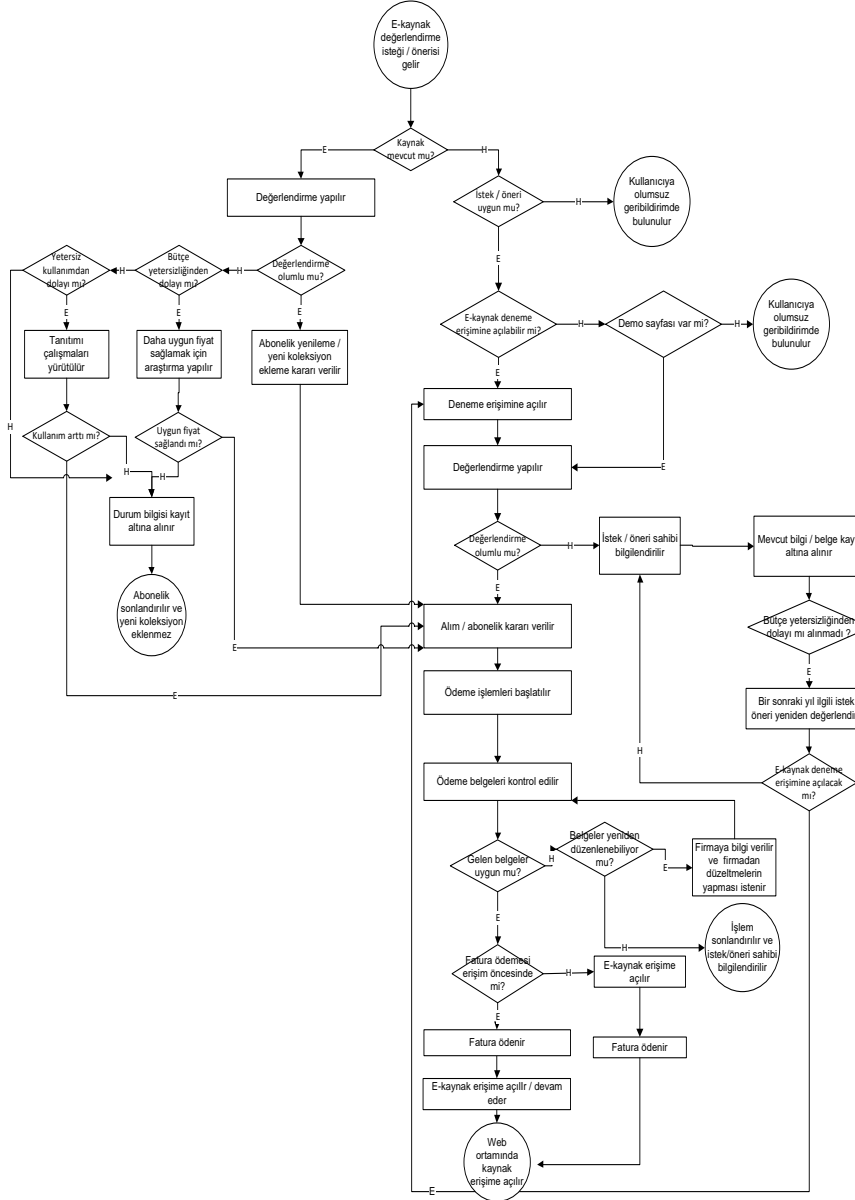 E-kaynak
değerlendirme
isteği / önerisi
gelir
Kaynak
mevcut mu?
E
H
Değerlendirme yapılır
İstek / öneri
uygun mu?
H
Kullanıcıya
olumsuz
geribildirimde
bulunulur
E
Yetersiz
kullanımdan
dolayı mı?
H
Bütçe
yetersizliğinden
dolayı mı?
H
Değerlendirme
olumlu mu?
E
E
E
E-kaynak deneme
erişimine açılabilir mi?
H
Demo sayfası var mi?
H
Kullanıcıya
olumsuz
geribildirimde
bulunulur
Tanıtımı
çalışmaları
yürütülür
Daha uygun fiyat
sağlamak için
araştırma yapılır
Abonelik yenileme /
yeni koleksiyon
ekleme kararı verilir
E
Deneme erişimine açılır
H
Kullanım arttı mı?
Uygun fiyat
sağlandı mı?
H
H
E
Değerlendirme yapılır
Durum bilgisi kayıt
altına alınır
Değerlendirme
olumlu mu?
H
İstek / öneri sahibi
bilgilendirilir
Mevcut bilgi / belge kay
altına alınır
E
Abonelik
sonlandırılır ve
yeni koleksiyon
eklenmez
Alım / abonelik kararı verilir
Bütçe yetersizliğinden
dolayı mı alınmadı ?
E
E
E
Ödeme işlemleri başlatılır
Bir sonraki yıl ilgili istek
öneri yeniden değerlendir
H
Ödeme belgeleri kontrol edilir
E-kaynak deneme
erişimine açılacak
mı?
Gelen belgeler
uygun mu?
H
Belgeler yeniden
düzenlenebiliyor
mu?
E
Firmaya bilgi verilir
ve firmadan
düzeltmelerin
yapması istenir
E
H
İşlem
sonlandırılır ve
istek/öneri sahibi
bilgilendirilir
Fatura ödemesi
erişim öncesinde
mi?
H
E-kaynak erişime
açılır
E
Fatura ödenir
Fatura ödenir
E-kaynak erişime açılır / devam
eder
Web
ortamında
kaynak
erişime açılır
E